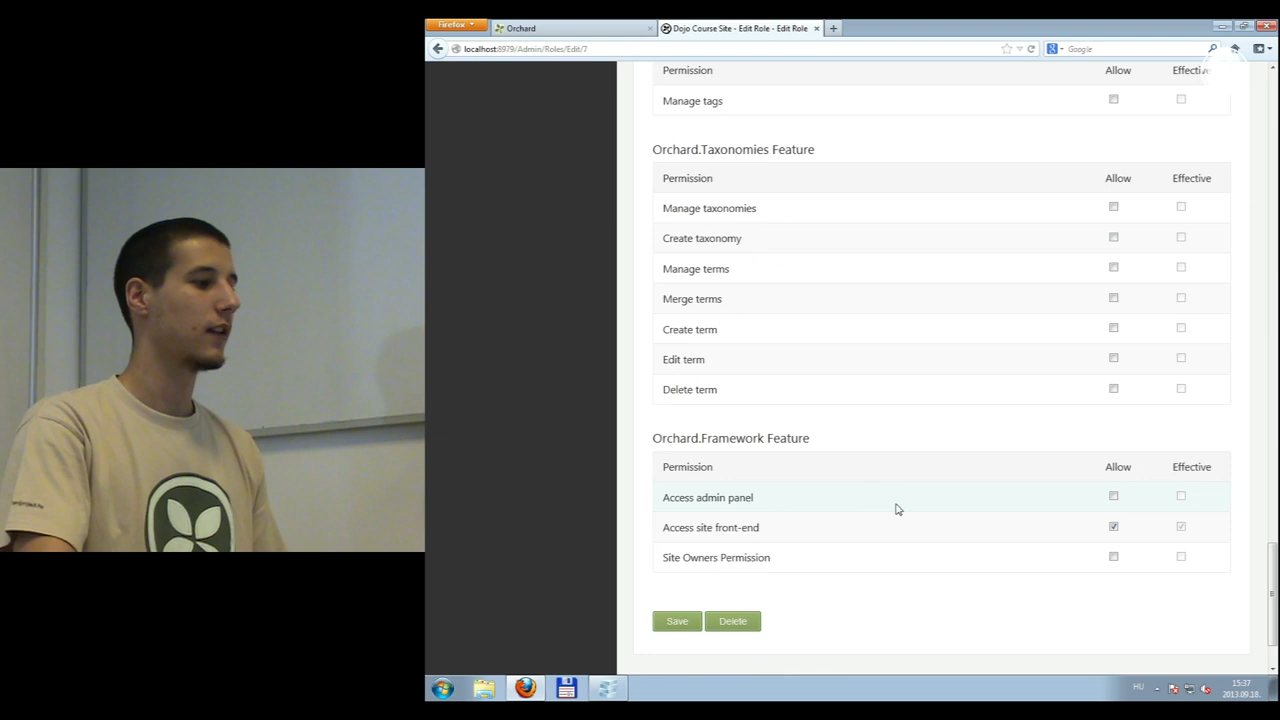 Firefox
Orchard
Dojo Course Site - Edit Role - Edit Role
localhost:8979/Admin/Roles/Edit/7
Google
Permission Allow Effective
Manage tags
Orchard.Taxonomies Feature
Permission Allow Effective
Manage taxonomies
Create taxonomy
Manage terms
Merge terms
Create term
Edit term
Delete term
Orchard.Framework Feature
Permission Allow Effective
Access admin panel
Access site front-end
Site Owners Permission
Save Delete
HU
15:37
2013.09.18.